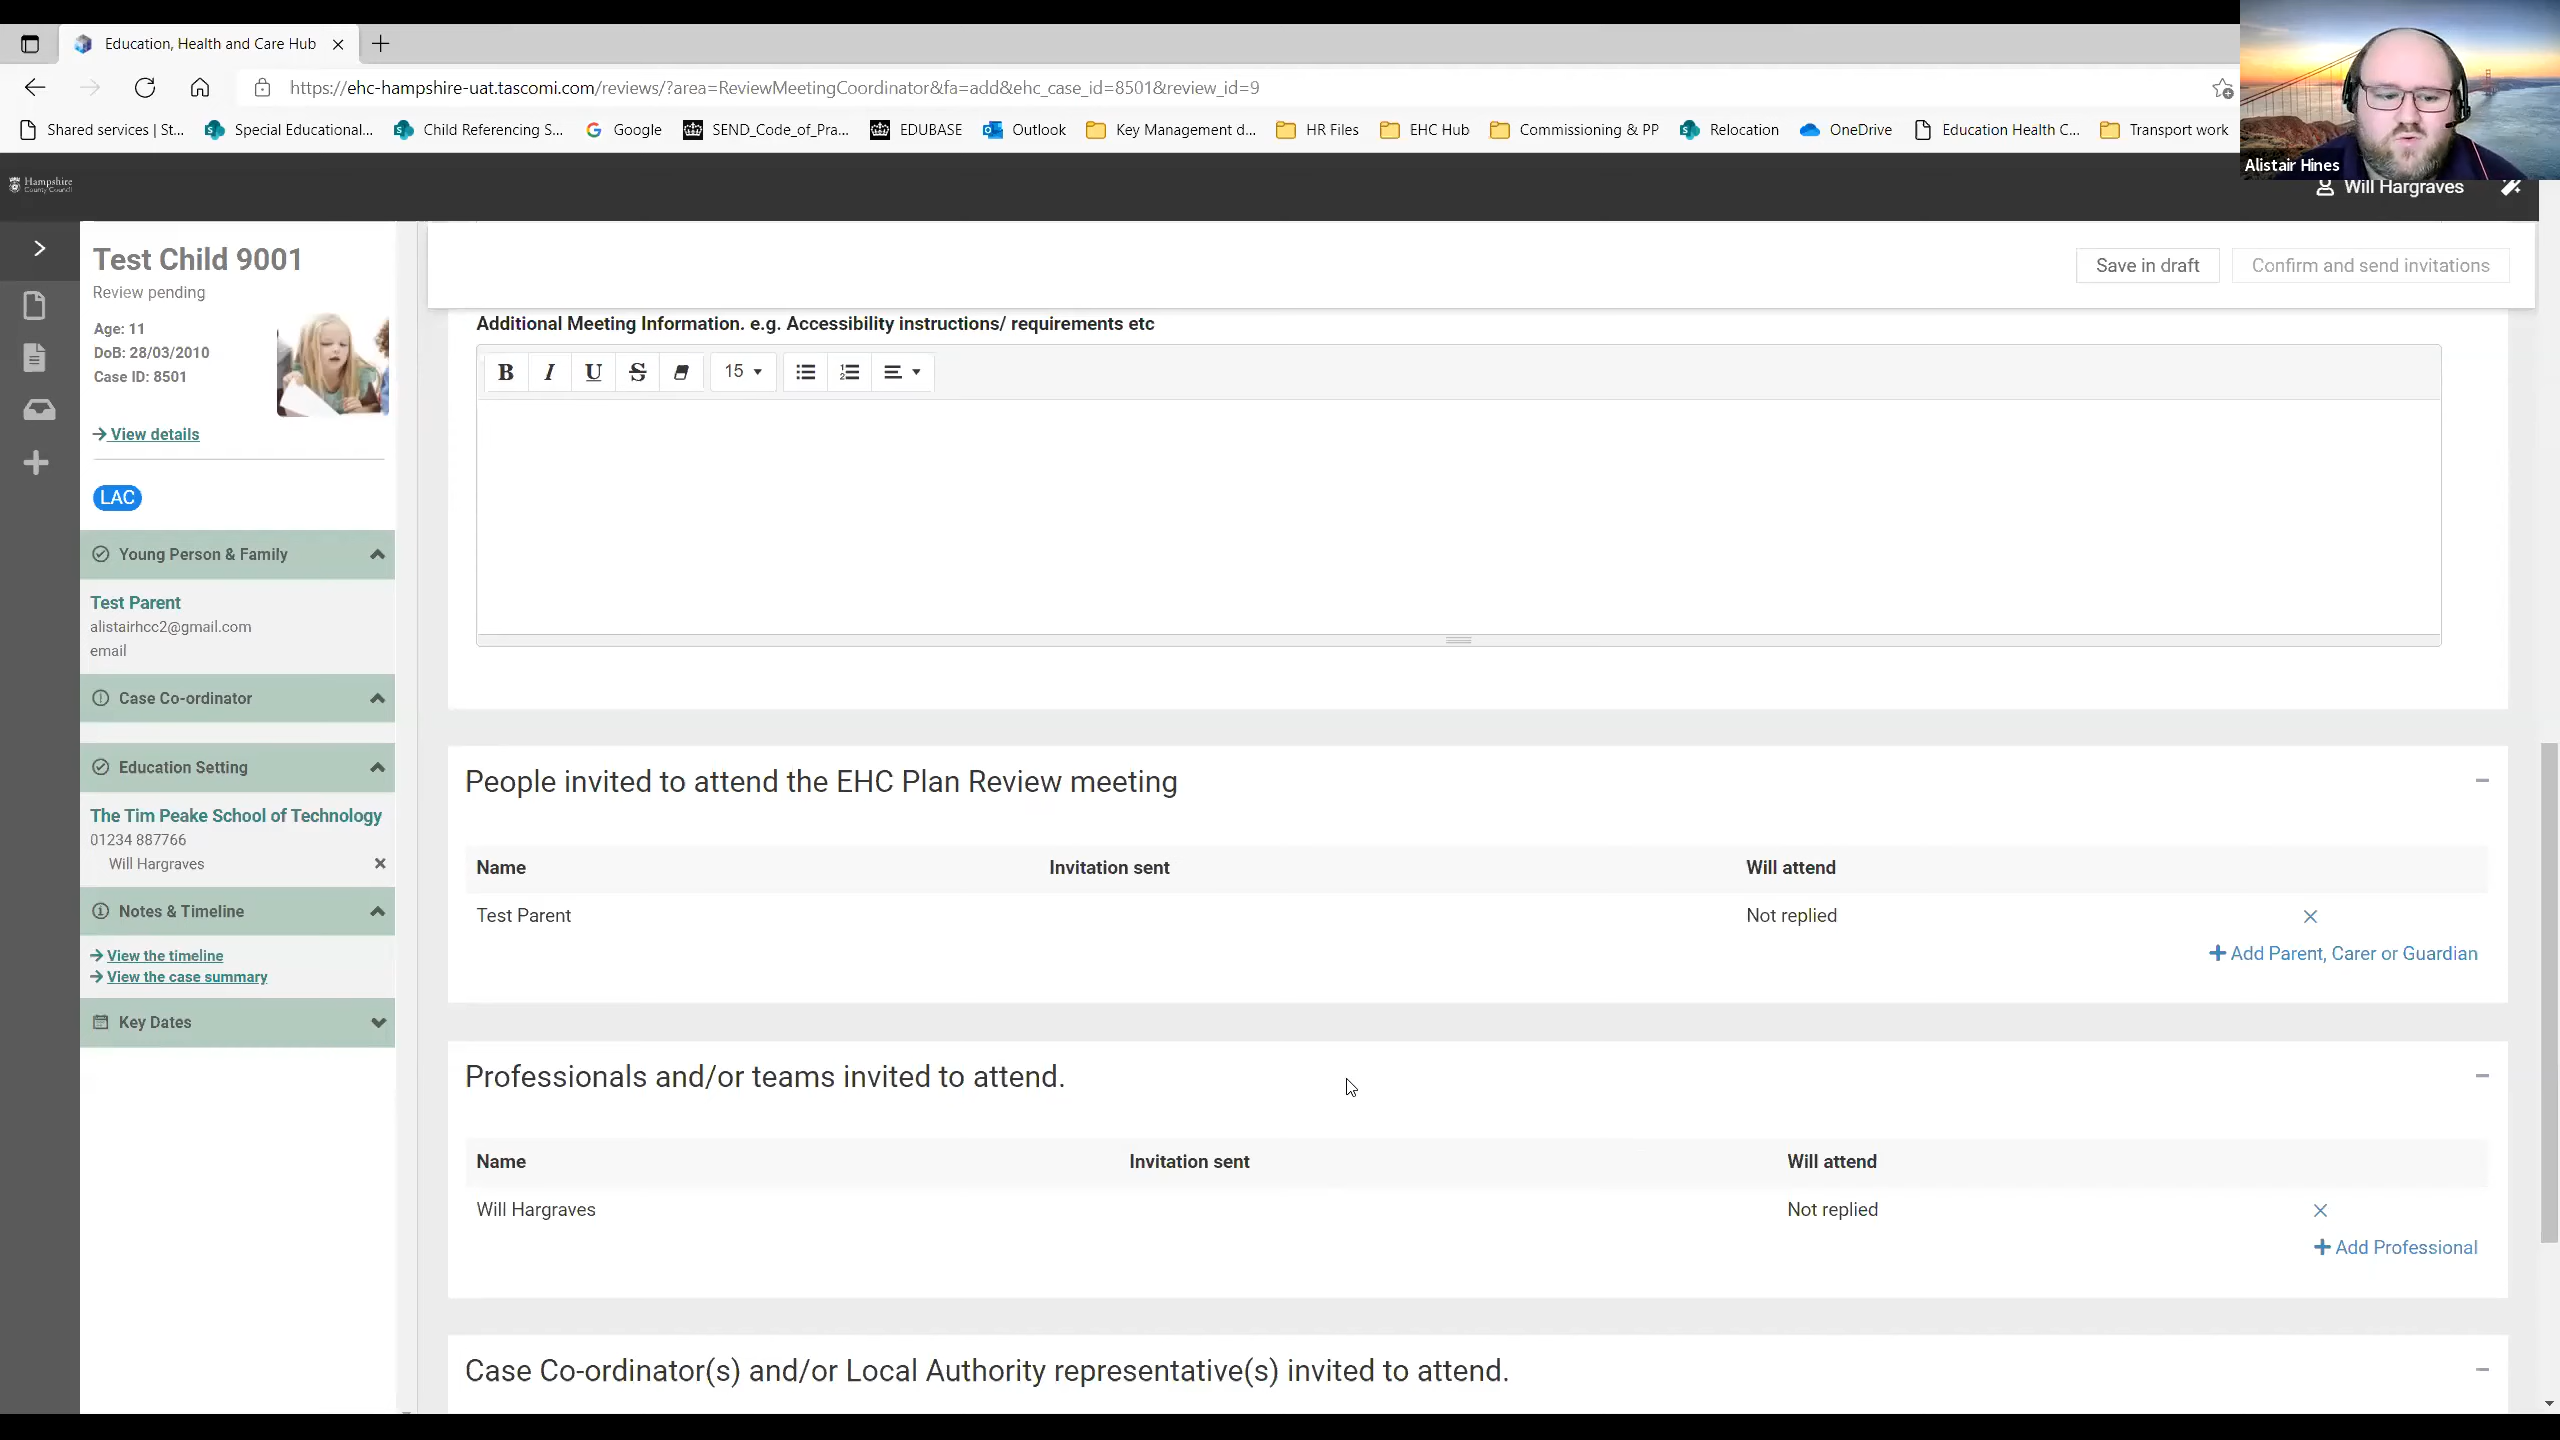 Education, Health and Care Hub
https://ehc-hampshire-uat.tascomi.com/reviews/?area=ReviewMeetingCoordinator&fa=add&ehc_case_id=8501&review_id=9
Shared services | St...
Special Educational...
Child Referencing S...
Google
SEND_Code_of_Pra...
EDUBASE
Outlook
Key Management d...
HR Files
EHC Hub
Commissioning & PP
Relocation
OneDrive
Education Health C...
Transport work
Alistair Hines
Hampshire
County Council
Will Hargraves
Test Child 9001
Review pending
Age: 11
DoB: 28/03/2010
Case ID: 8501
View details
LAC
Young Person & Family
Test Parent
alistairhcc2@gmail.com
email
Case Co-ordinator
Education Setting
The Tim Peake School of Technology
01234 887766
Will Hargraves
Notes & Timeline
View the timeline
View the case summary
Key Dates
Save in draft
Confirm and send invitations
Additional Meeting Information. e.g. Accessibility instructions/ requirements etc
B I U S 15
People invited to attend the EHC Plan Review meeting
Name Invitation sent Will attend
Test Parent Not replied
Add Parent, Carer or Guardian
Professionals and/or teams invited to attend.
Name Invitation sent Will attend
Will Hargraves Not replied
Add Professional
Case Co-ordinator(s) and/or Local Authority representative(s) invited to attend.